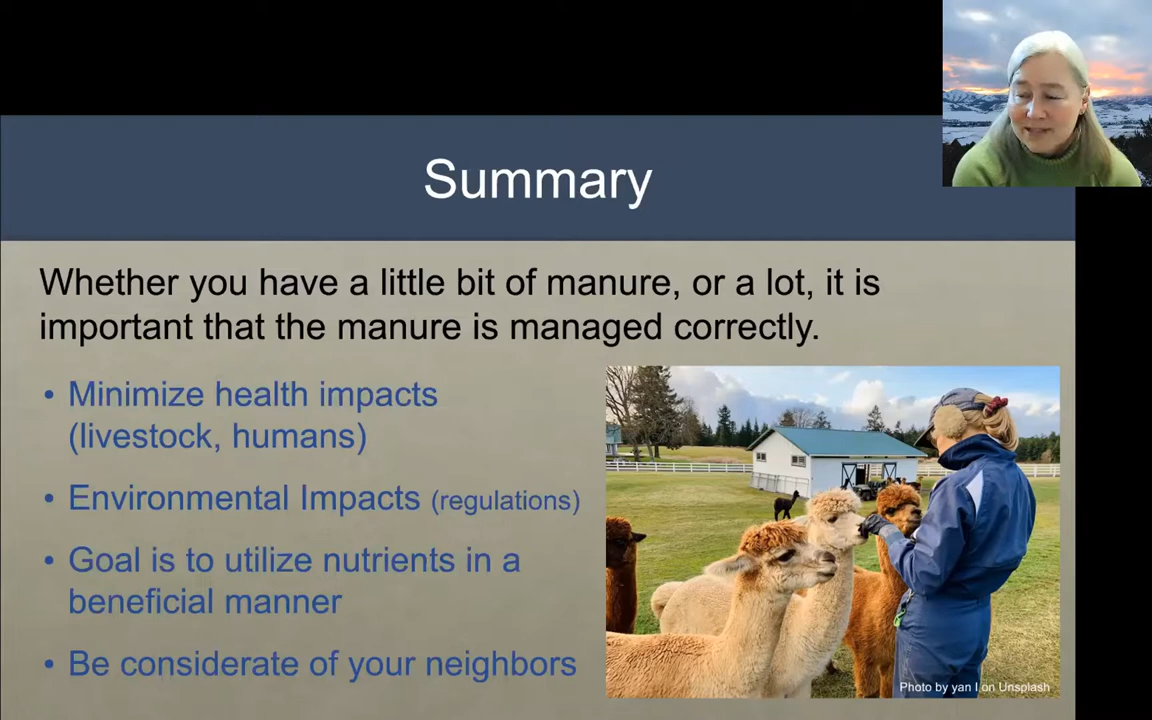 Summary
Whether you have a little bit of manure, or a lot, it is
important that the manure is managed correctly.
• Minimize health impacts
(livestock, humans)
• Environmental Impacts (regulations)
• Goal is to utilize nutrients in a
beneficial manner
• Be considerate of your neighbors
Photo by yan l on Unsplash